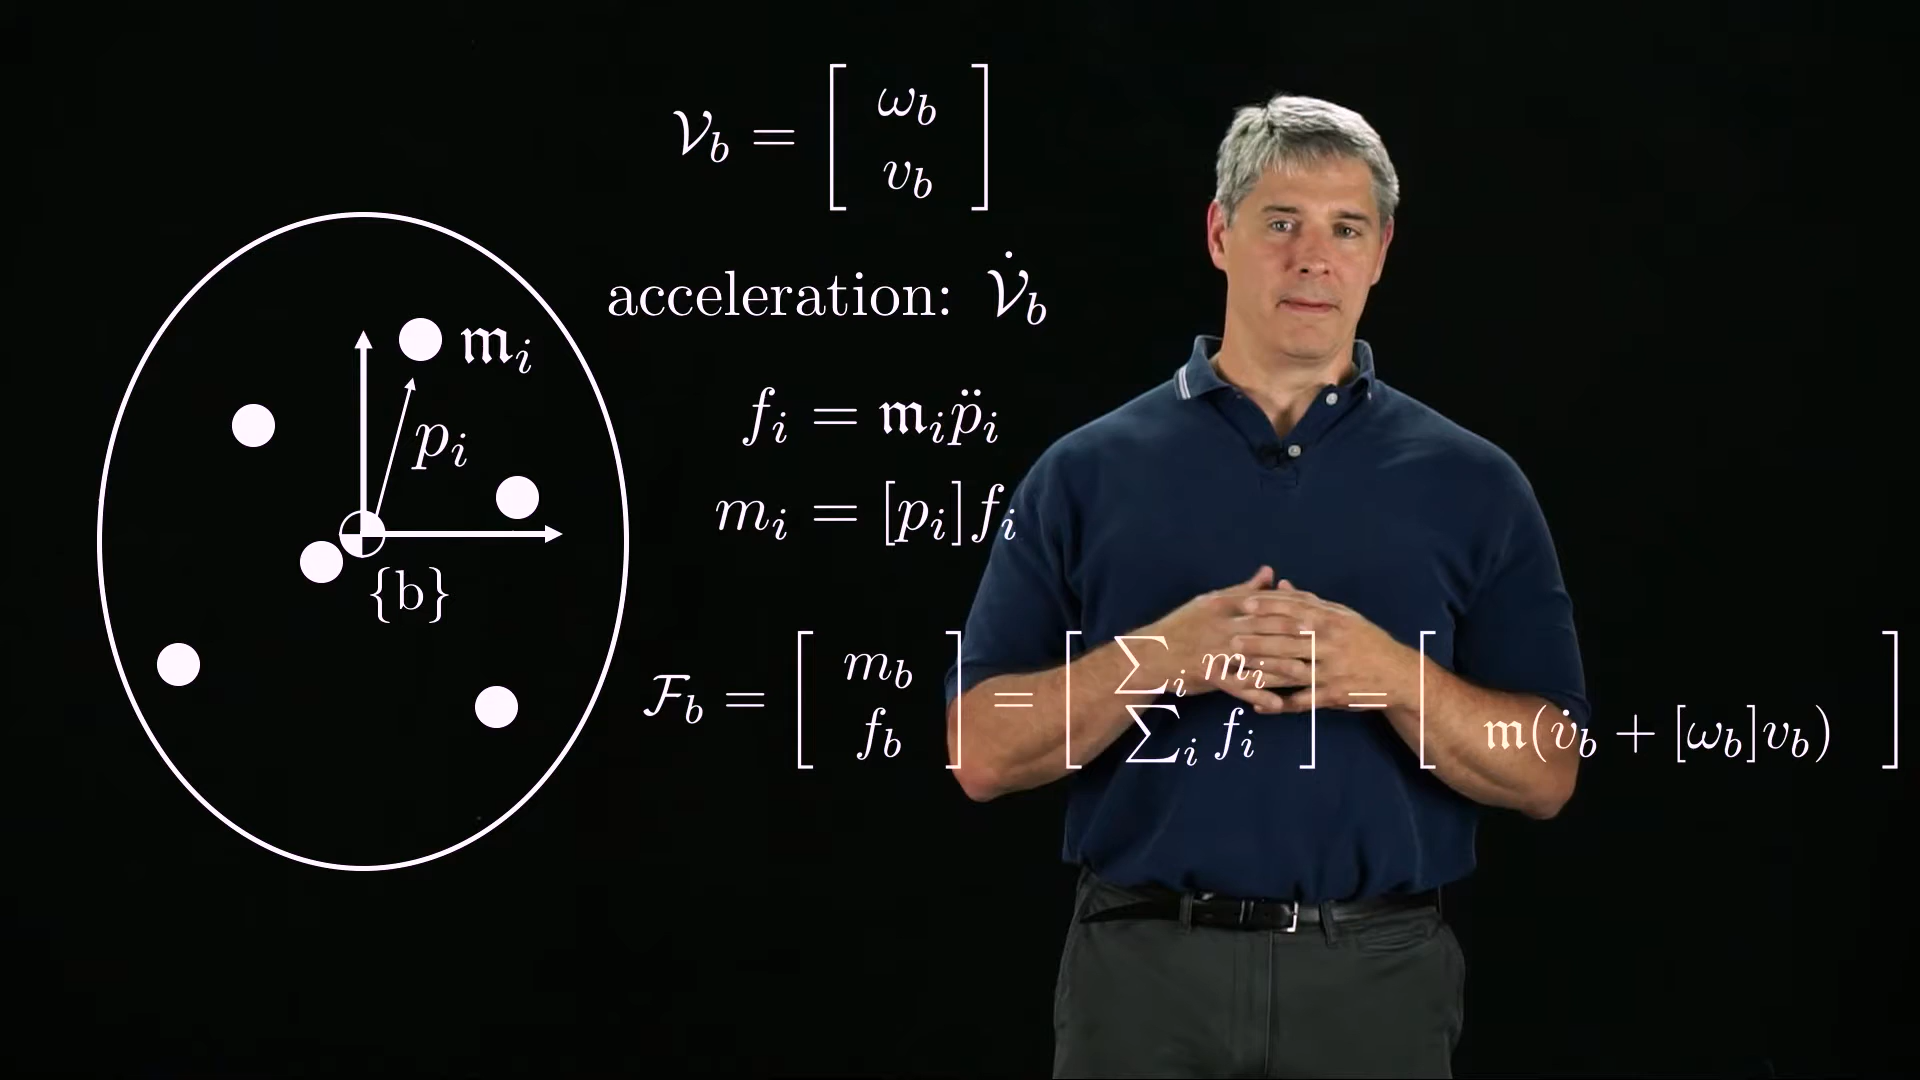 𝒱_b = [ ω_b
v_b ]
acceleration: 𝒱̇_b
𝔪_i
f_i = 𝔪_i p̈_i
p_i
m_i = [p_i] f_i
{b}
ℱ_b = [ m_b
f_b ] = [ ∑_i m_i
∑_i f_i ] = [ 𝔪(v̇_b + [ω_b]v_b) ]